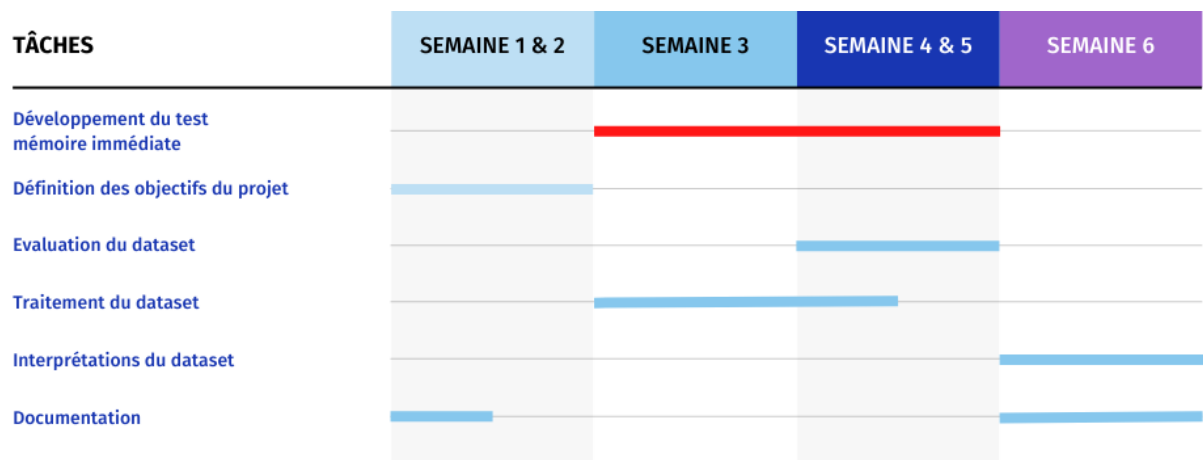 TÂCHES SEMAINE 1 & 2 SEMAINE 3 SEMAINE 4 & 5 SEMAINE 6
Développement du test
mémoire immédiate
Définition des objectifs du projet
Evaluation du dataset
Traitement du dataset
Interprétations du dataset
Documentation